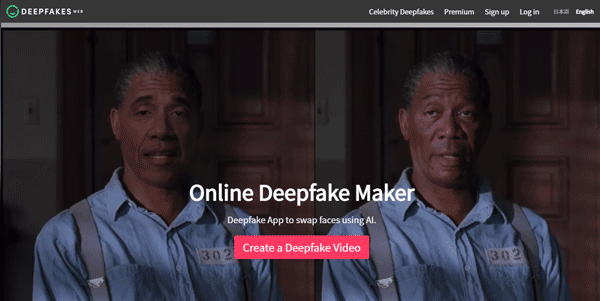 DEEPFAKES WEB
Celebrity Deepfakes Premium Sign up Log in 日本語 English
Online Deepfake Maker
Deepfake App to swap faces using AI.
Create a Deepfake Video
302 302